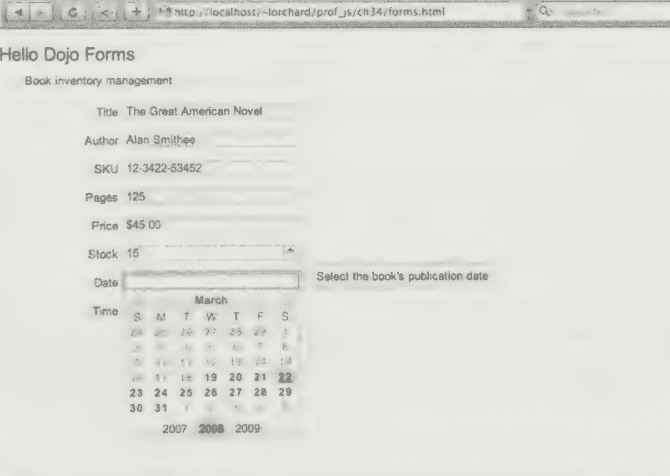 http://localhost/~lorchard/prof_js/ch34/forms.html
Hello Dojo Forms
Book inventory management
Title The Great American Novel
Author Alan Smithee
SKU 12-3422-53452
Pages 125
Price $45.00
Stock 15
Date
Select the book's publication date
Time
March
S M T W T F S
19 20 21 22
23 24 25 26 27 28 29
30 31
2007 2008 2009